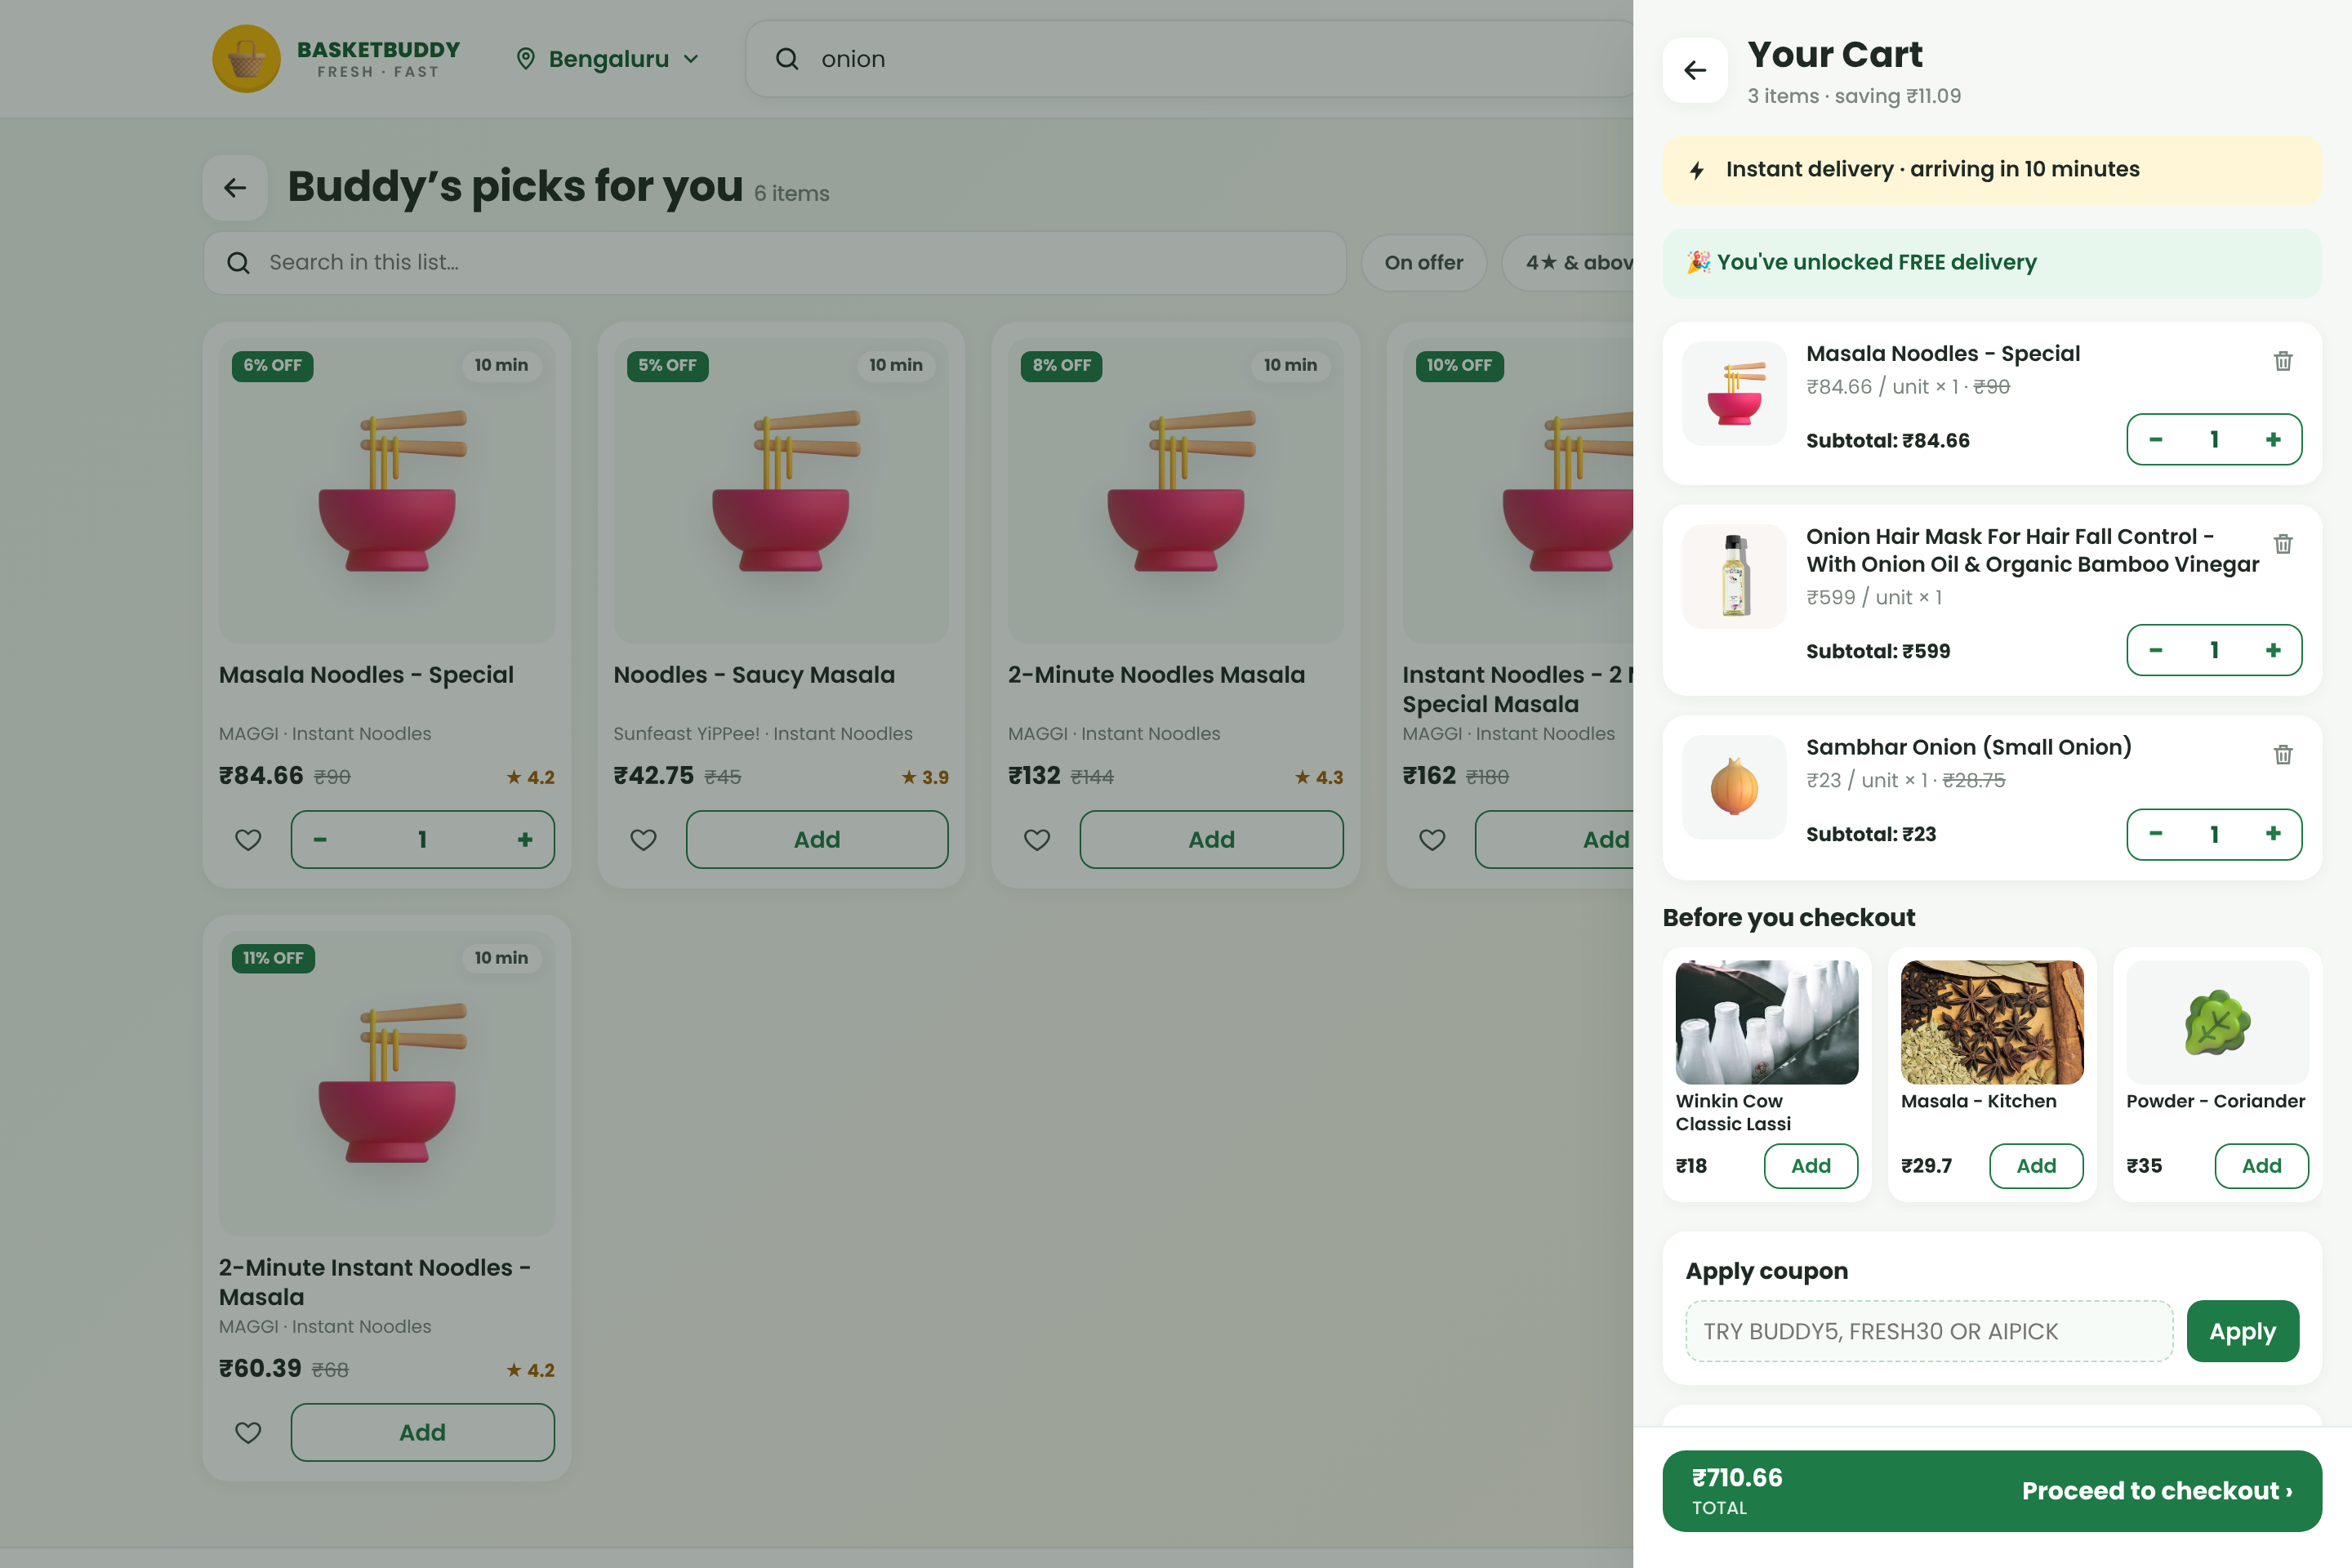 BASKETBUDDY
FRESH · FAST
Bengaluru
onion
Buddy's picks for you 6 items
Search in this list...
On offer
4★ & abov
6% OFF
10 min
Masala Noodles - Special
MAGGI · Instant Noodles
₹84.66 ₹90
★ 4.2
− 1 +
5% OFF
10 min
Noodles - Saucy Masala
Sunfeast YiPPee! · Instant Noodles
₹42.75 ₹45
★ 3.9
Add
8% OFF
10 min
2-Minute Noodles Masala
MAGGI · Instant Noodles
₹132 ₹144
★ 4.3
Add
10% OFF
Instant Noodles - 2
Special Masala
MAGGI · Instant Noodles
₹162 ₹180
Add
11% OFF
10 min
2-Minute Instant Noodles -
Masala
MAGGI · Instant Noodles
₹60.39 ₹68
★ 4.2
Add
Your Cart
3 items · saving ₹11.09
Instant delivery · arriving in 10 minutes
🎉 You've unlocked FREE delivery
Masala Noodles - Special
₹84.66 / unit × 1 · ₹90
Subtotal: ₹84.66
− 1 +
Onion Hair Mask For Hair Fall Control -
With Onion Oil & Organic Bamboo Vinegar
₹599 / unit × 1
Subtotal: ₹599
− 1 +
Sambhar Onion (Small Onion)
₹23 / unit × 1 · ₹28.75
Subtotal: ₹23
− 1 +
Before you checkout
Winkin Cow
Classic Lassi
₹18
Add
Masala - Kitchen
₹29.7
Add
Powder - Coriander
₹35
Add
Apply coupon
TRY BUDDY5, FRESH30 OR AIPICK
Apply
₹710.66
TOTAL
Proceed to checkout ›